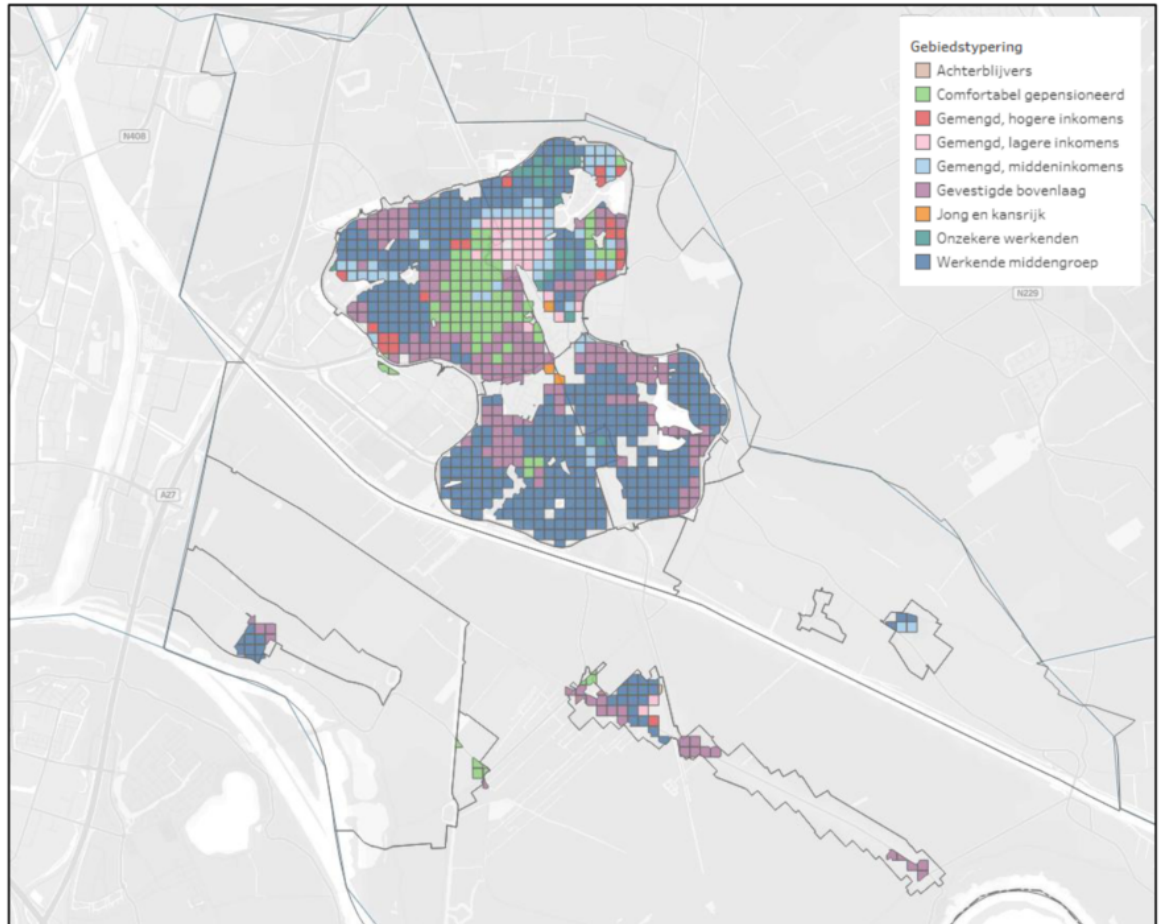 Gebiedstypering
Achterblijvers
Comfortabel gepensioneerd
Gemengd, hogere inkomens
Gemengd, lagere inkomens
Gemengd, middeninkomens
Gevestigde bovenlaag
Jong en kansrijk
Onzekere werkenden
Werkende middengroep
N408
N229
A27